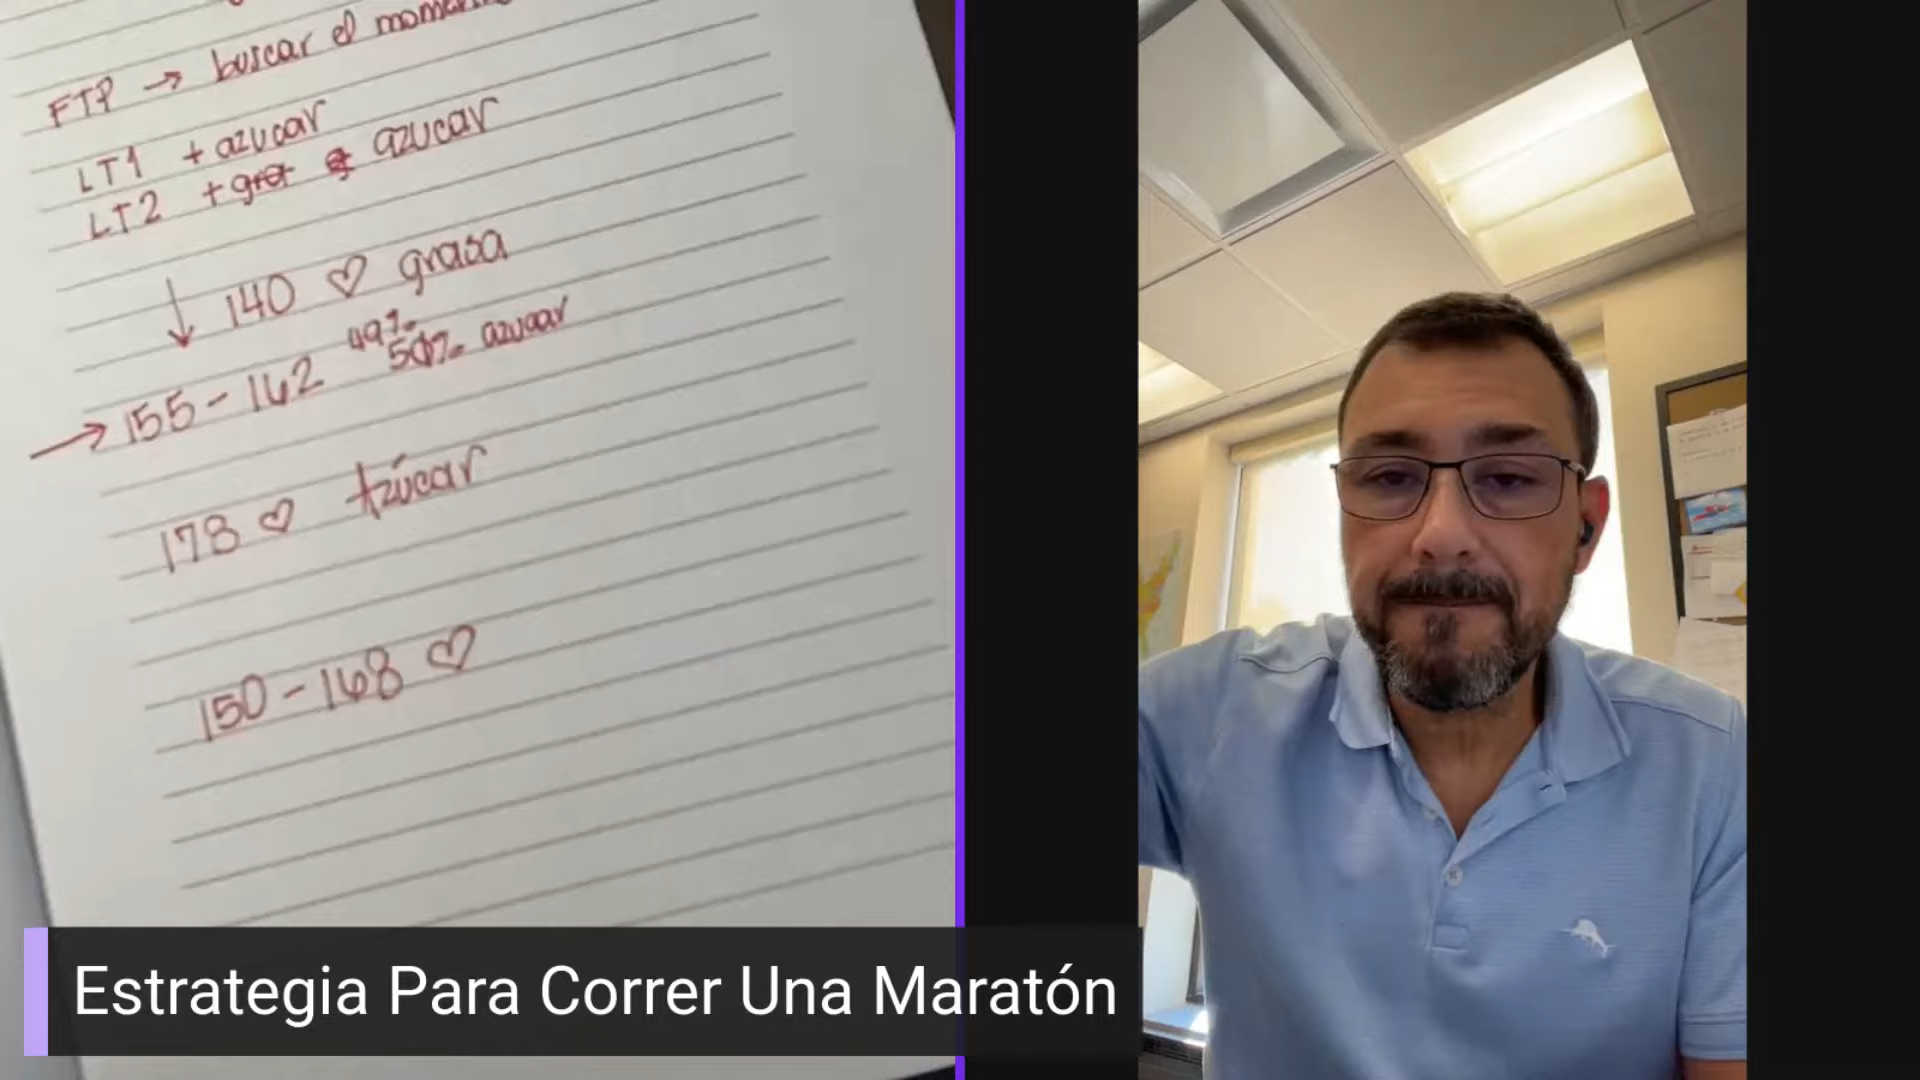 FTP → buscar el
LT1 + azucar
LT2 + azucar
↓ 140 ♡ grasa
→ 155 - 162 49% 50% azucar
178 ♡ Azúcar
150 - 168 ♡
Estrategia Para Correr Una Maratón